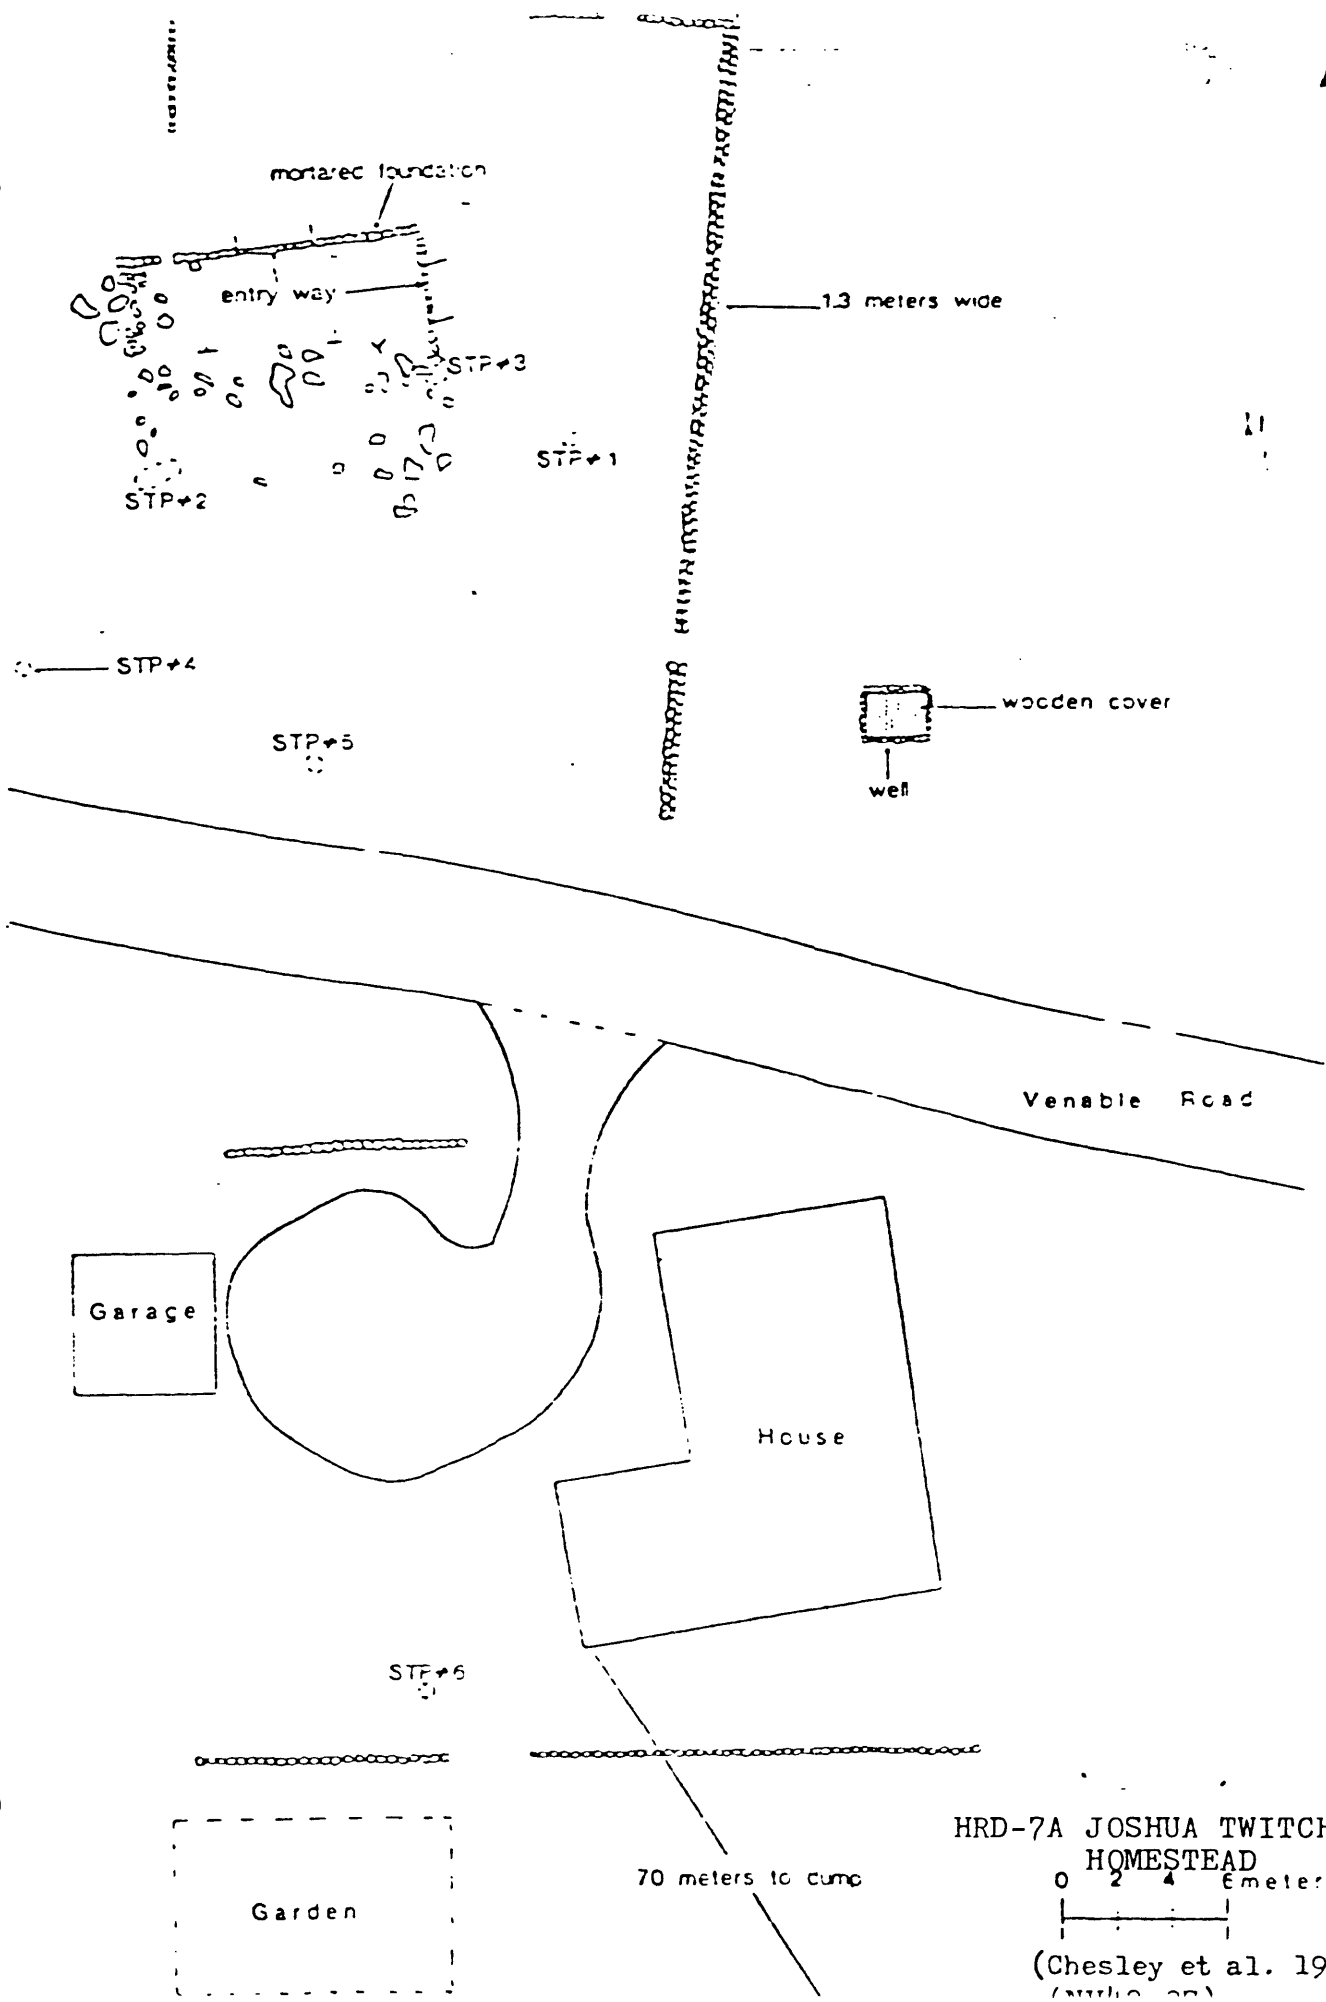 mortared foundation
entry way
1.3 meters wide
STP#3
STP#1
STP#2
STP#4
wooden cover
STP#5
well
Venable Road
Garage
House
STP#6
HRD-7A JOSHUA TWITCH
HOMESTEAD
0 2 4 6 meter
70 meters to dump
Garden
(Chesley et al. 19